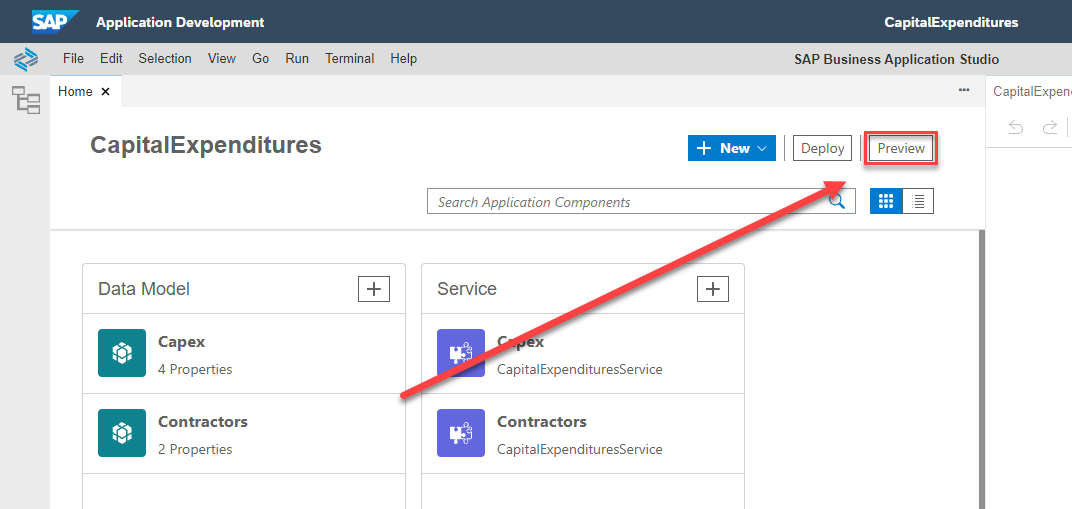 SAP Application Development CapitalExpenditures
File Edit Selection View Go Run Terminal Help SAP Business Application Studio
Home CapitalExpen
CapitalExpenditures New Deploy Preview
Search Application Components
Data Model Service
Capex Capex
4 Properties CapitalExpendituresService
Contractors Contractors
2 Properties CapitalExpendituresService